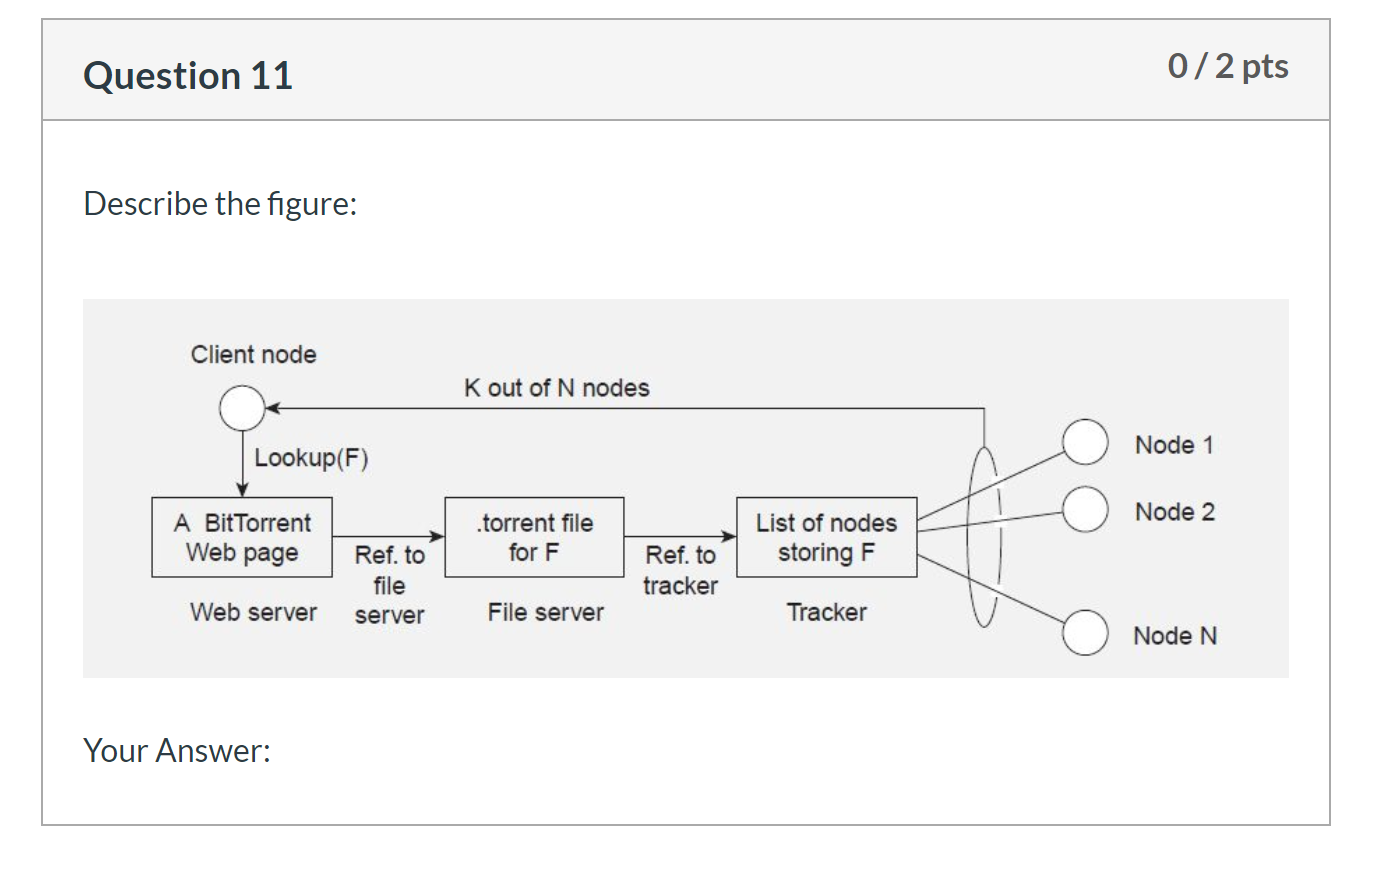 Question 11
0 / 2 pts
Describe the figure:
Client node
K out of N nodes
Lookup(F)
Node 1
Node 2
Node N
A BitTorrent
Web page
Web server
Ref. to
file
server
.torrent file
for F
File server
Ref. to
tracker
List of nodes
storing F
Tracker
Your Answer: